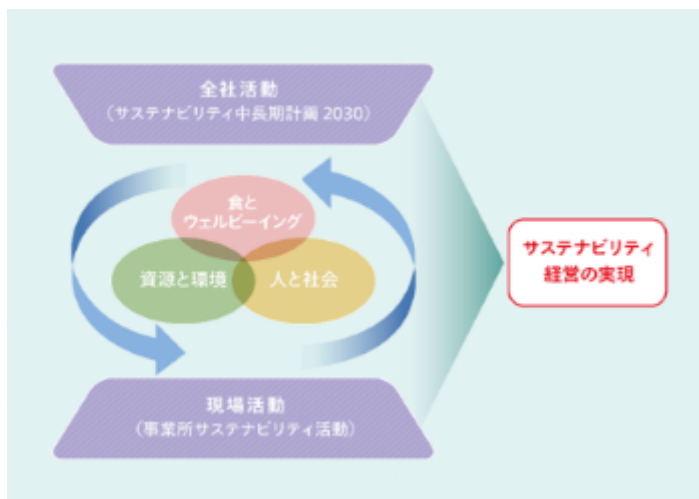 全社活動
（サステナビリティ中長期計画 2030）
食と
ウェルビーイング
資源と環境
人と社会
サステナビリティ
経営の実現
現場活動
（事業所サステナビリティ活動）